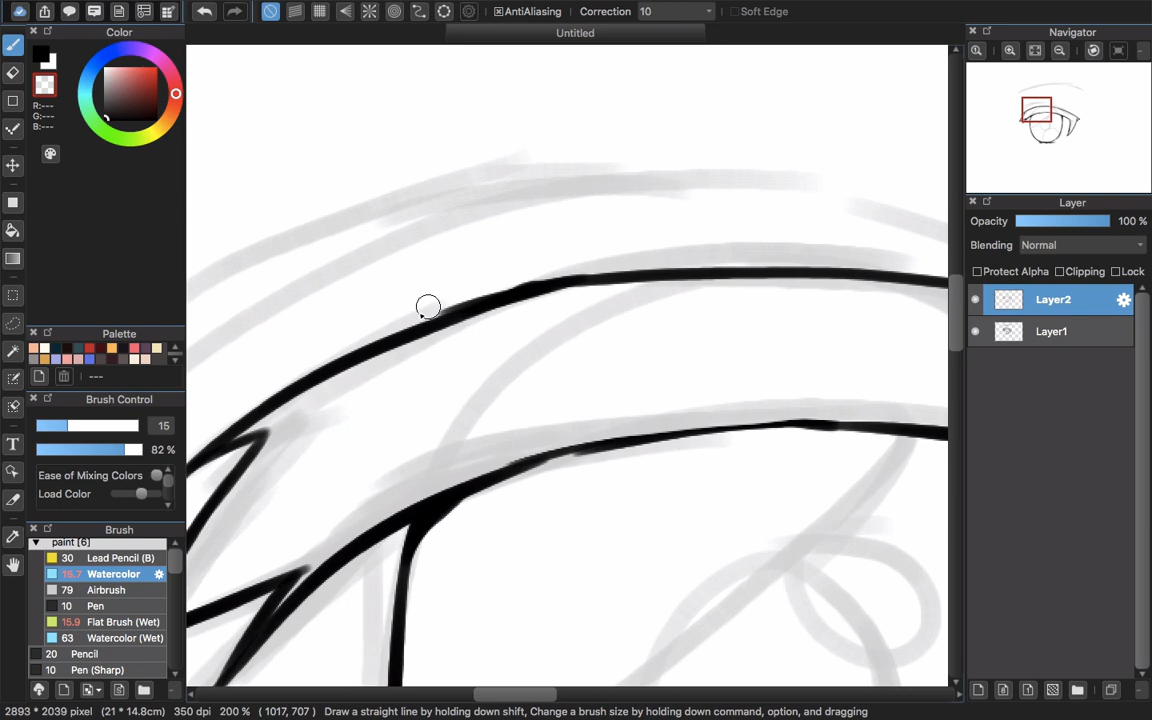 AntiAliasing Correction 10 Soft Edge
Color
Untitled
Navigator
R:---
G:---
B:---
Layer
Opacity 100 %
Blending Normal
Protect Alpha Clipping Lock
Layer2
Layer1
Palette
---
Brush Control
15
82 %
Ease of Mixing Colors
Load Color
Brush
paint [6]
30 Lead Pencil (B)
15.7 Watercolor
79 Airbrush
10 Pen
15.9 Flat Brush (Wet)
63 Watercolor (Wet)
20 Pencil
10 Pen (Sharp)
2893 * 2039 pixel (21 * 14.8cm) 350 dpi 200 % ( 1017, 707 ) Draw a straight line by holding down shift, Change a brush size by holding down command, option, and dragging